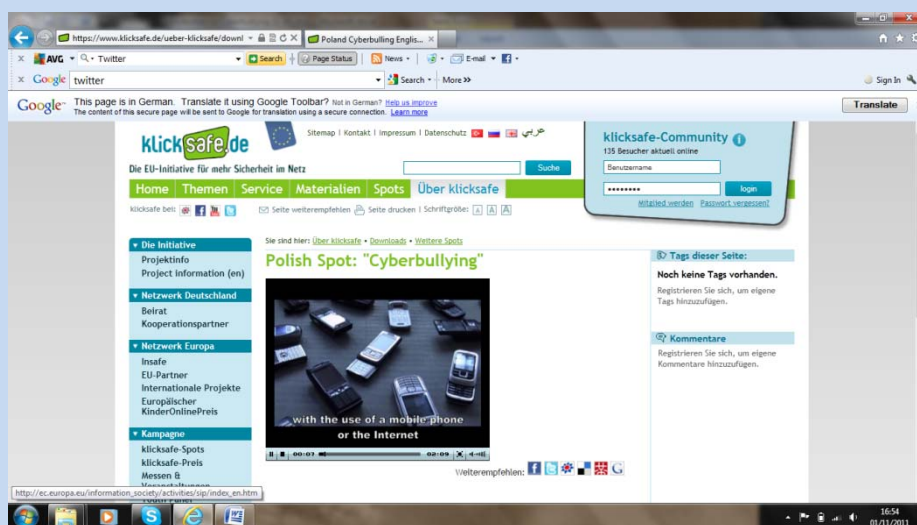 https://www.klicksafe.de/ueber-klicksafe/downl
Poland Cyberbulling Englis...
AVG
Twitter
Search
Page Status
News
E-mail
Google
twitter
Search
More >>
Sign In
Google
This page is in German. Translate it using Google Toolbar? Not in German? Help us improve
The content of this secure page will be sent to Google for translation using a secure connection. Learn more
Translate
klicksafe.de
Die EU-Initiative für mehr Sicherheit im Netz
Sitemap | Kontakt | Impressum | Datenschutz عربي
Suche
klicksafe-Community
135 Besucher aktuell online
Benutzername
••••••••
login
Mitglied werden Passwort vergessen?
Home Themen Service Materialien Spots Über klicksafe
klicksafe bei:
Seite weiterempfehlen Seite drucken | Schriftgröße: A A A
Die Initiative
Projektinfo
Project information (en)
Netzwerk Deutschland
Beirat
Kooperationspartner
Netzwerk Europa
Insafe
EU-Partner
Internationale Projekte
Europäischer
KinderOnlinePreis
Kampagne
klicksafe-Spots
klicksafe-Preis
Messen &
Veranstaltungen
Sie sind hier: Über klicksafe • Downloads • Weitere Spots
Polish Spot: "Cyberbullying"
with the use of a mobile phone
or the Internet
00:07
02:09
Weiterempfehlen:
Tags dieser Seite:
Noch keine Tags vorhanden.
Registrieren Sie sich, um eigene
Tags hinzuzufügen.
Kommentare
Registrieren Sie sich, um eigene
Kommentare hinzuzufügen.
http://ec.europa.eu/information_society/activities/sip/index_en.htm
16:54